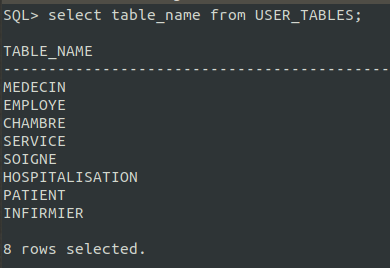 SQL> select table_name from USER_TABLES;
TABLE_NAME
--------------------------------------------
MEDECIN
EMPLOYE
CHAMBRE
SERVICE
SOIGNE
HOSPITALISATION
PATIENT
INFIRMIER
8 rows selected.